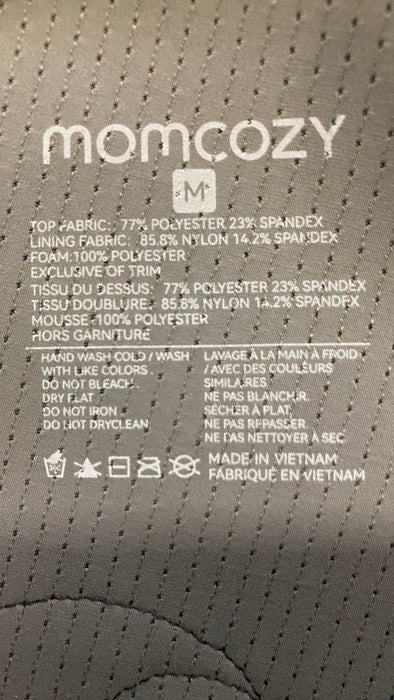 momcozy
M
TOP FABRIC: 77% POLYESTER 23% SPANDEX
LINING FABRIC: 85.8% NYLON 14.2% SPANDEX
FOAM:100% POLYESTER
EXCLUSIVE OF TRIM
TISSU DU DESSUS: 77% POLYESTER 23% SPANDEX
TISSU DOUBLURE: 85.8% NYLON 14.2% SPANDEX
MOUSSE :100% POLYESTER
HORS GARNITURE
HAND WASH COLD / WASH
WITH LIKE COLORS .
DO NOT BLEACH .
DRY FLAT
DO NOT IRON
DO NOT DRYCLEAN
LAVAGE À LA MAIN À FROID
/ AVEC DES COULEURS
SIMILAIRES
NE PAS BLANCHIR.
SÉCHER À PLAT,
NE PAS REPASSER
NE PAS NETTOYER À SEC
MADE IN VIETNAM
FABRIQUÉ EN VIETNAM